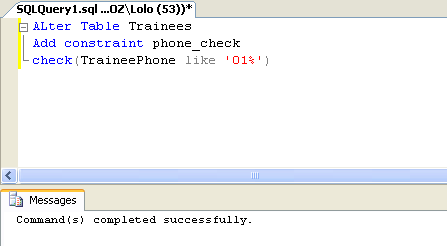 SQLQuery1.sql ...OZ\Lolo (53))*
ALter Table Trainees
Add constraint phone_check
check(TraineePhone like '01%')
Messages
Command(s) completed successfully.